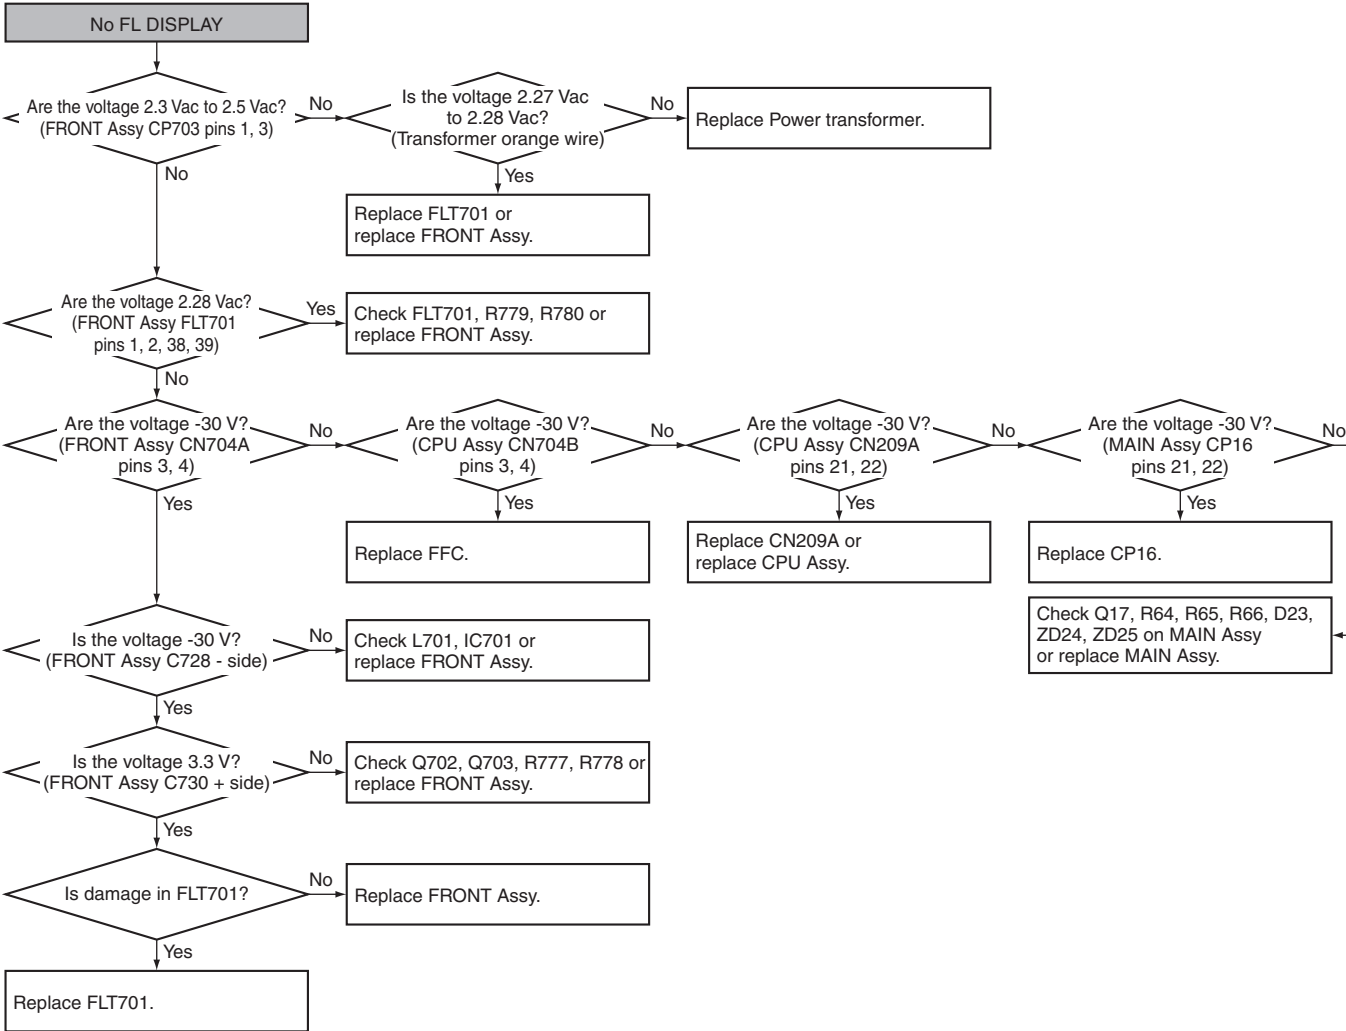 No FL DISPLAY
Are the voltage 2.3 Vac to 2.5 Vac?
(FRONT Assy CP703 pins 1, 3)
No
Is the voltage 2.27 Vac
to 2.28 Vac?
(Transformer orange wire)
No
Replace Power transformer.
No
Yes
Replace FLT701 or
replace FRONT Assy.
Are the voltage 2.28 Vac?
(FRONT Assy FLT701
pins 1, 2, 38, 39)
Yes
Check FLT701, R779, R780 or
replace FRONT Assy.
No
Are the voltage -30 V?
(FRONT Assy CN704A
pins 3, 4)
No
Are the voltage -30 V?
(CPU Assy CN704B
pins 3, 4)
No
Are the voltage -30 V?
(CPU Assy CN209A
pins 21, 22)
No
Are the voltage -30 V?
(MAIN Assy CP16
pins 21, 22)
No
Yes
Yes
Yes
Yes
Replace FFC.
Replace CN209A or
replace CPU Assy.
Replace CP16.
Check Q17, R64, R65, R66, D23,
ZD24, ZD25 on MAIN Assy
or replace MAIN Assy.
Is the voltage -30 V?
(FRONT Assy C728 - side)
No
Check L701, IC701 or
replace FRONT Assy.
Yes
Is the voltage 3.3 V?
(FRONT Assy C730 + side)
No
Check Q702, Q703, R777, R778 or
replace FRONT Assy.
Yes
Is damage in FLT701?
No
Replace FRONT Assy.
Yes
Replace FLT701.